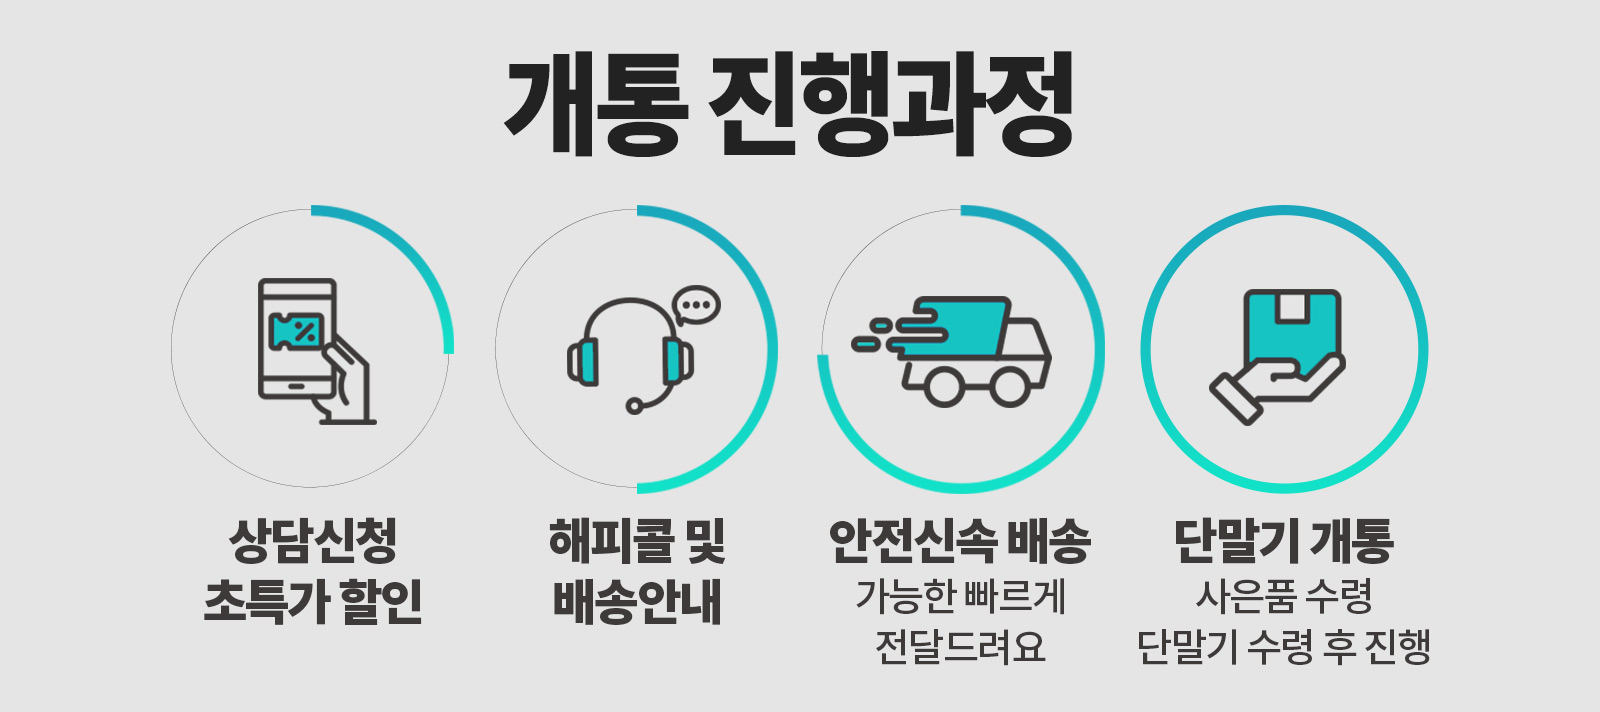 개통 진행과정
상담신청
초특가 할인
해피콜 및
배송안내
안전신속 배송
가능한 빠르게
전달드려요
단말기 개통
사은품 수령
단말기 수령 후 진행